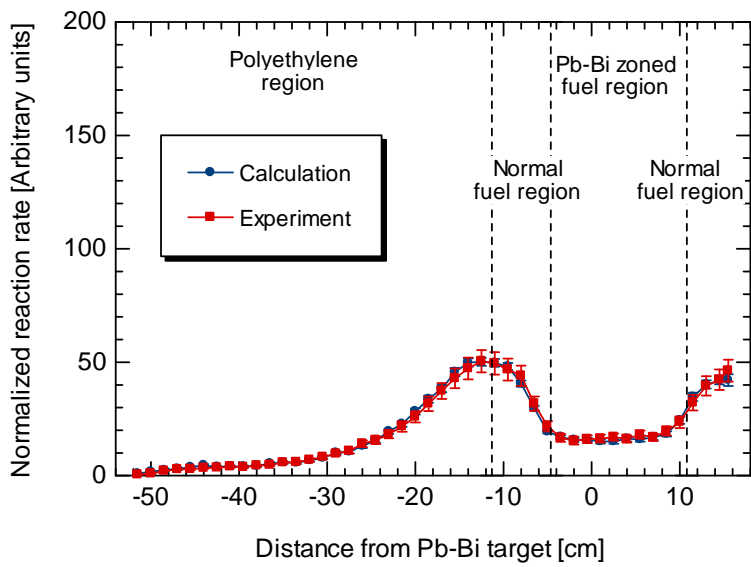 Normalized reaction rate [Arbitrary units]
200
150
100
50
0
Polyethylene
region
Pb-Bi zoned
fuel region
Normal
fuel region
Normal
fuel region
Calculation
Experiment
-50
-40
-30
-20
-10
0
10
Distance from Pb-Bi target [cm]